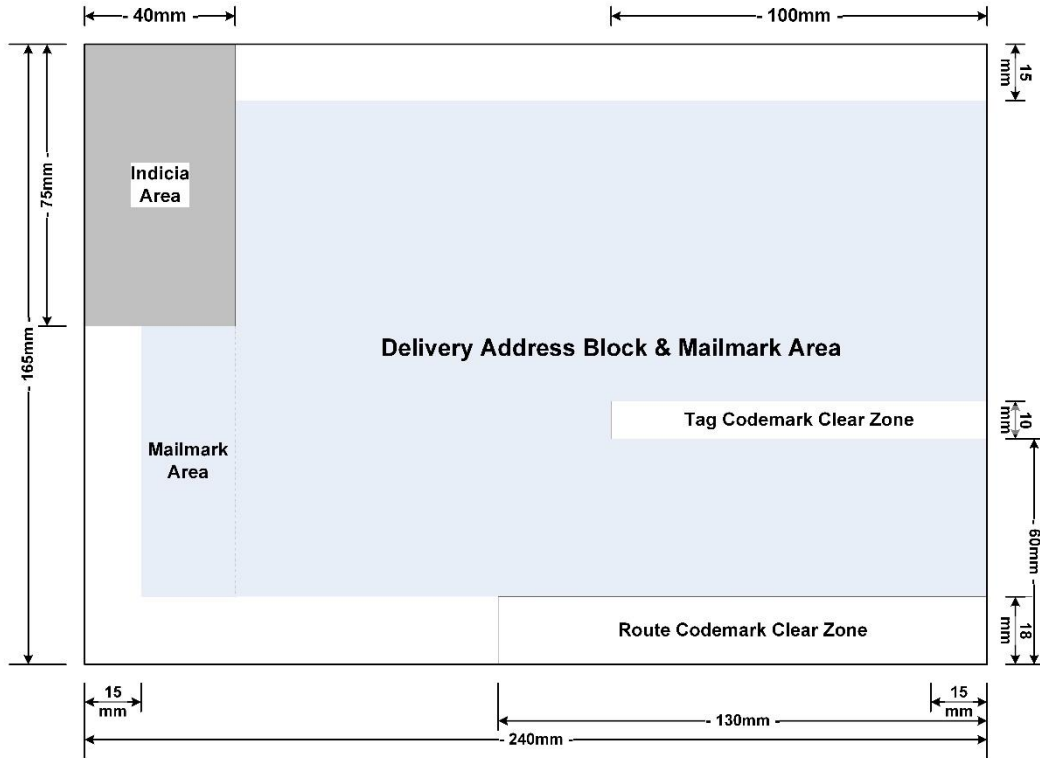 - 40mm -
- 100mm -
15
mm
Indicia
Area
- 75mm -
- 165mm -
Delivery Address Block & Mailmark Area
Tag Codemark Clear Zone
10
mm
Mailmark
Area
- 60mm -
Route Codemark Clear Zone
18
mm
15
mm
15
mm
- 130mm -
- 240mm -